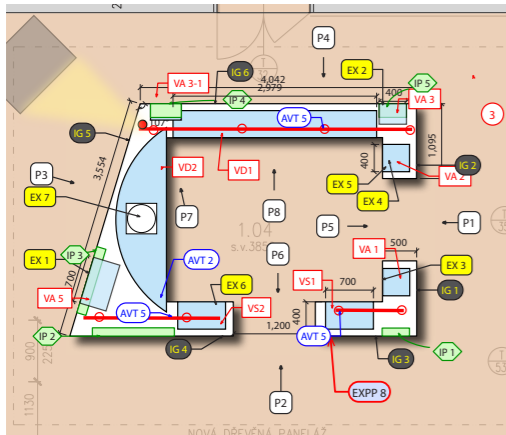 P4
VA 3-1
IG 6
4,042
2,979
EX 2
IP 5
400
IP 4
AVT 5
VA 3
3
IG 5
VD2
VD1
400
1,095
IG 2
VA 2
P3
3,554
EX 5
EX 4
EX 7
P7
P8
1.04
P5
P1
IP 3
EX 1
VA 1
500
P6
AVT 2
EX 3
700
700
VA 5
EX 6
VS1
IG 1
AVT 5
VS2
1,200
400
AVT 5
IP 2
IG 4
IG 3
IP 1
900
225
EXPP 8
1130
P2
NOVÁ DŘEVĚNÁ PANELÁŽ